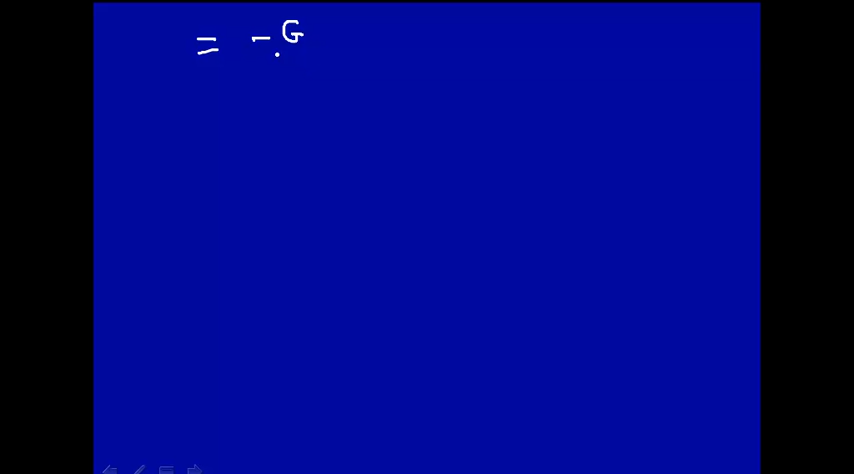 = - G